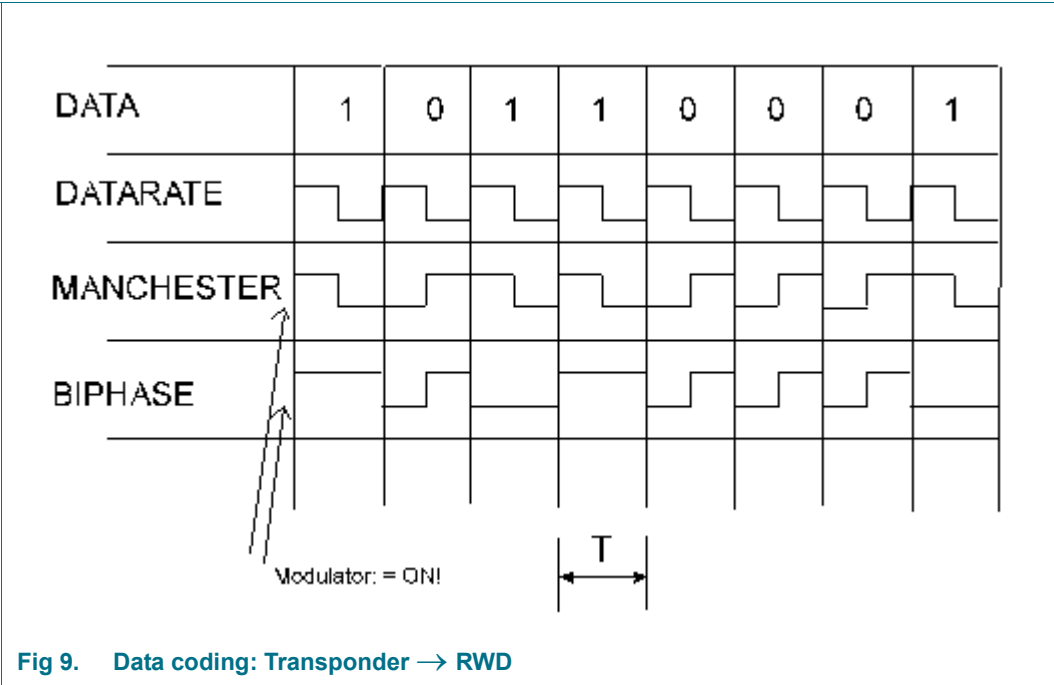 DATA 1 0 1 1 0 0 0 1
DATARATE
MANCHESTER
BIPHASE
T
Modulator: = ON!
Fig 9. Data coding: Transponder → RWD